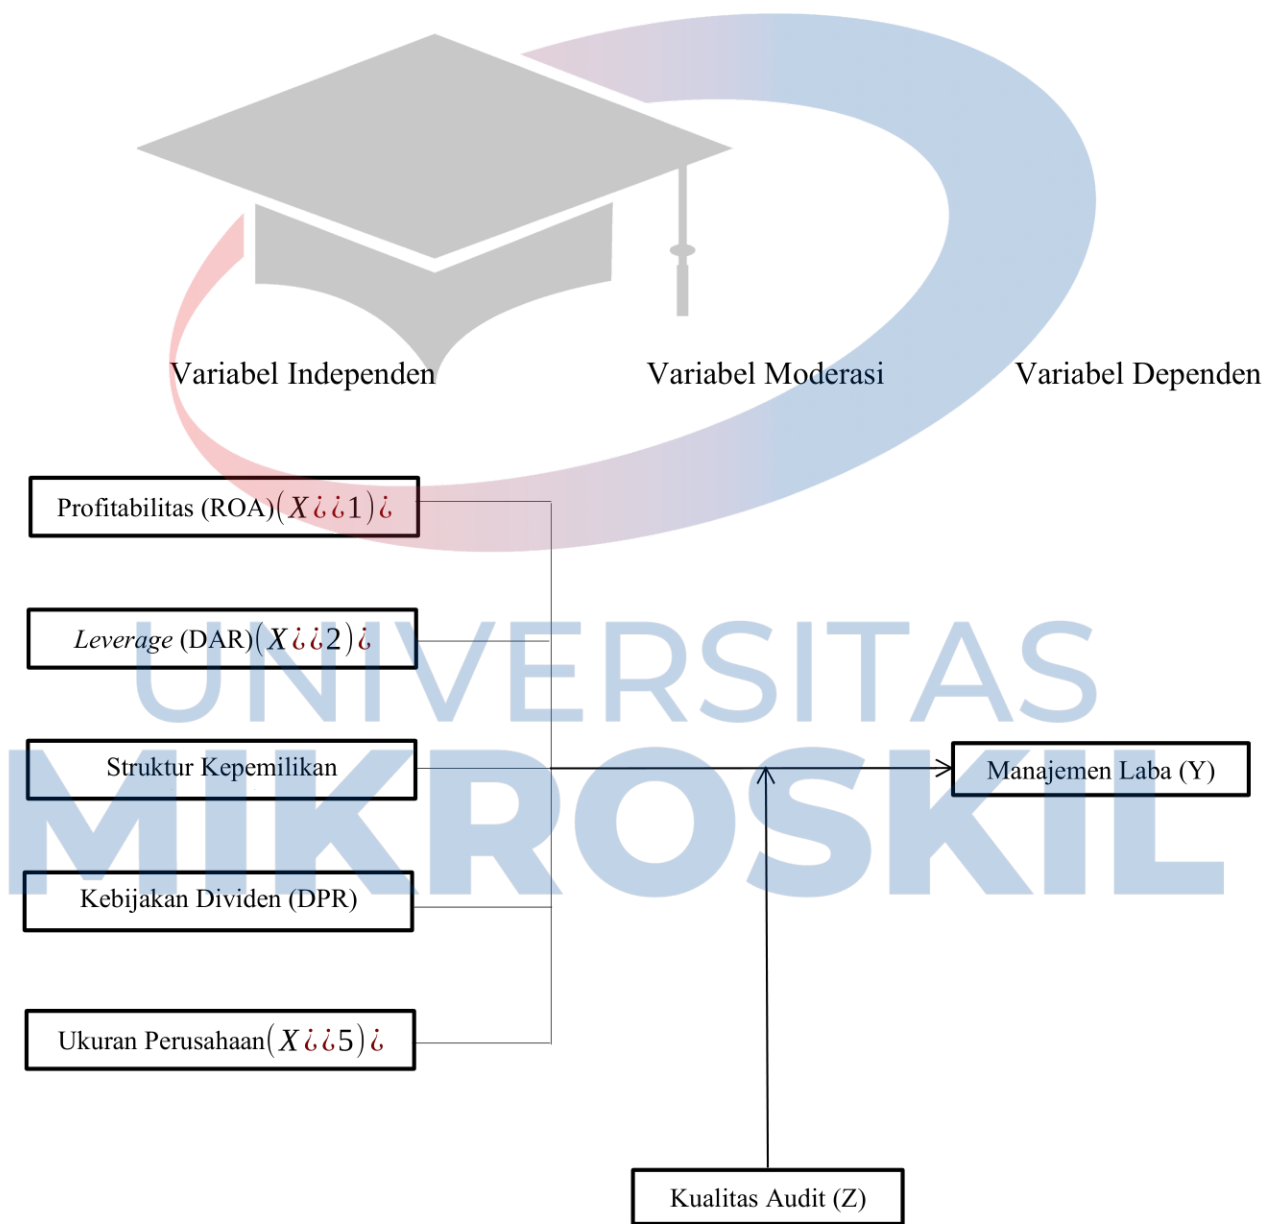 Variabel Independen Variabel Moderasi Variabel Dependen
Profitabilitas (ROA)(X¿¿1)¿
Leverage (DAR)(X¿¿2)¿
UNIVERSITAS
Struktur Kepemilikan
Manajemen Laba (Y)
MIKROSKIL
Kebijakan Dividen (DPR)
Ukuran Perusahaan(X¿¿5)¿
Kualitas Audit (Z)